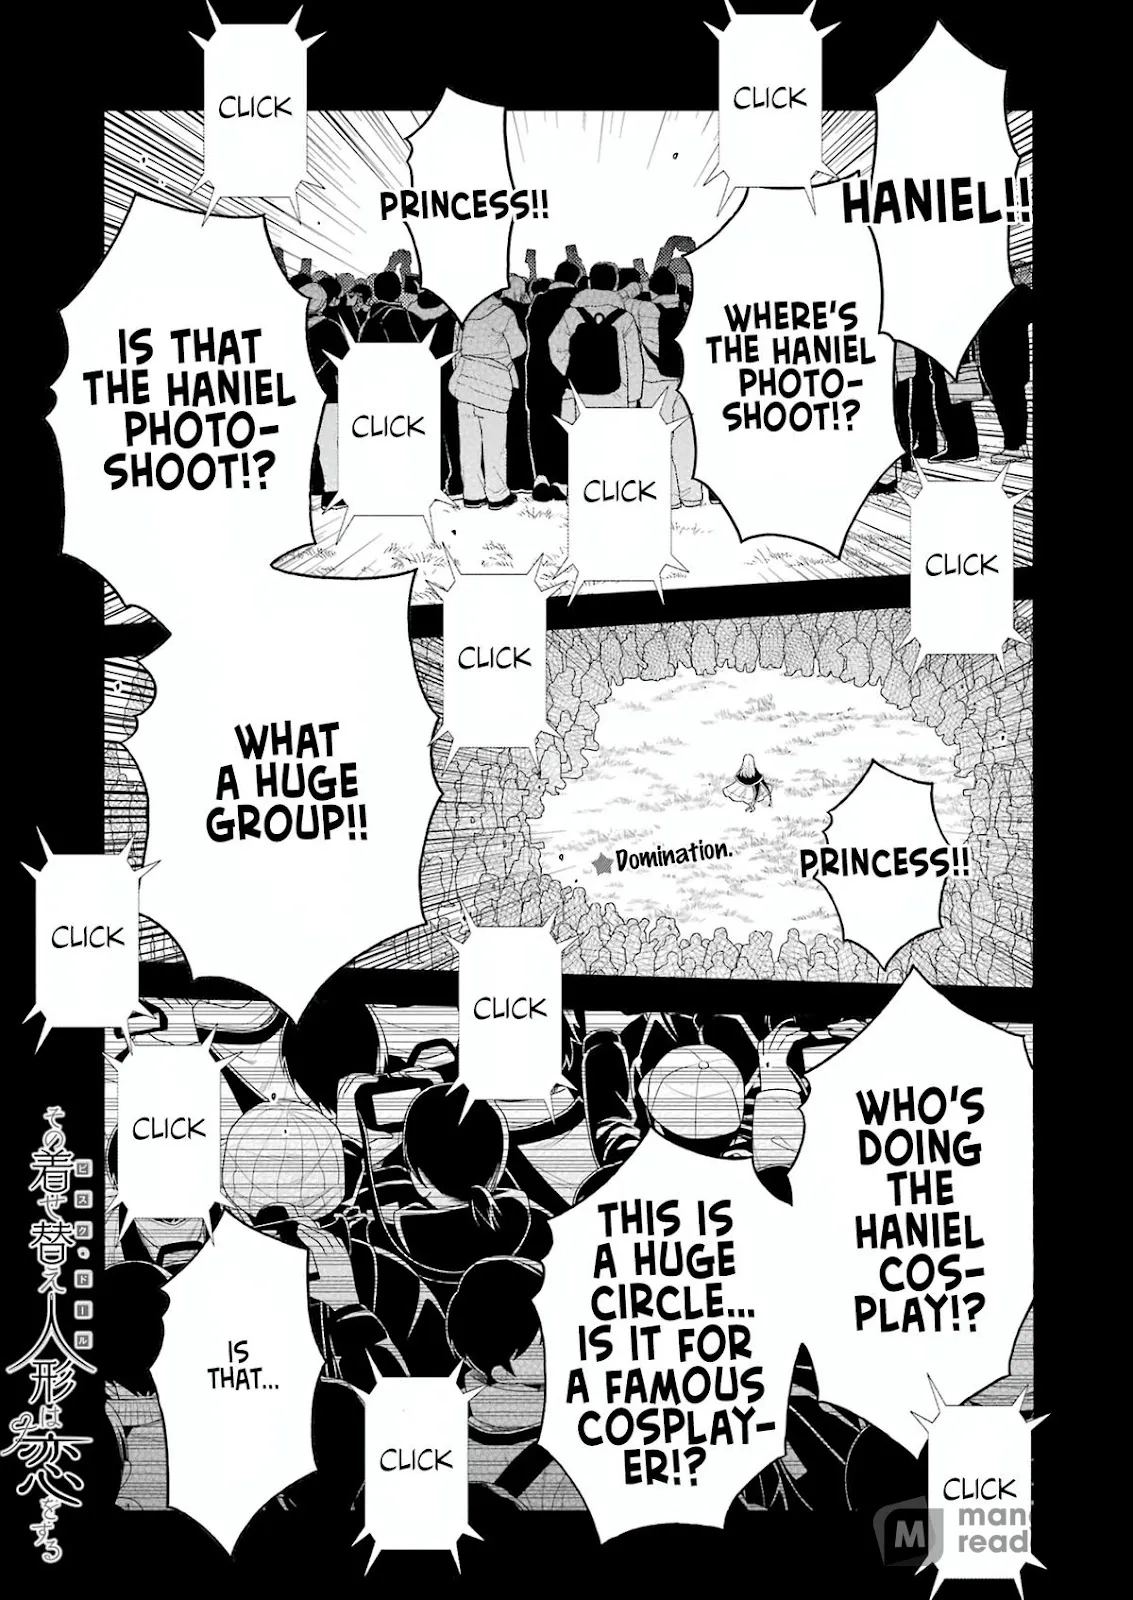 CLICK
HANIEL!!
CLICK
PRINCESS!!
WHERE'S
THE HANIEL
PHOTO-
SHOOT!?
IS THAT
THE HANIEL
PHOTO-
SHOOT!?
CLICK
CLICK
CLICK
CLICK
WHAT
A HUGE
GROUP!!
Domination.
PRINCESS!!
CLICK
CLICK
CLICK
WHO'S
DOING
THE
HANIEL
COS-
PLAY!?
THIS IS
A HUGE
CIRCLE...
IS IT FOR
A FAMOUS
COSPLAY-
ER!?
IS
THAT...
CLICK
CLICK
その着せ替え人形は恋をする
ビスク・ドール
M
man
read